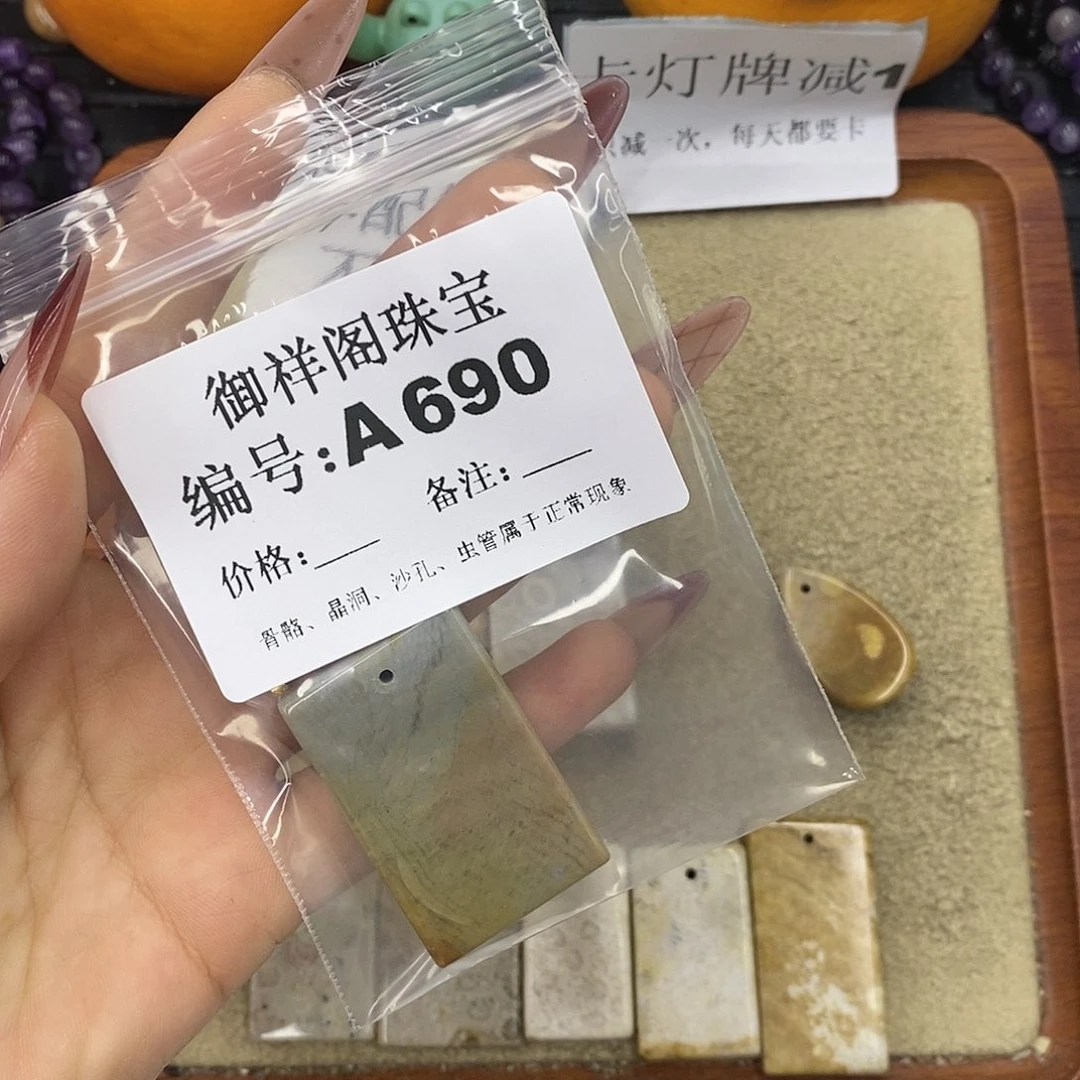 卡灯牌减1
减一次，每天都要卡
御祥阁珠宝
编号:A690
备注:
价格:
骨骼、晶洞、沙孔、虫管属于正常现象